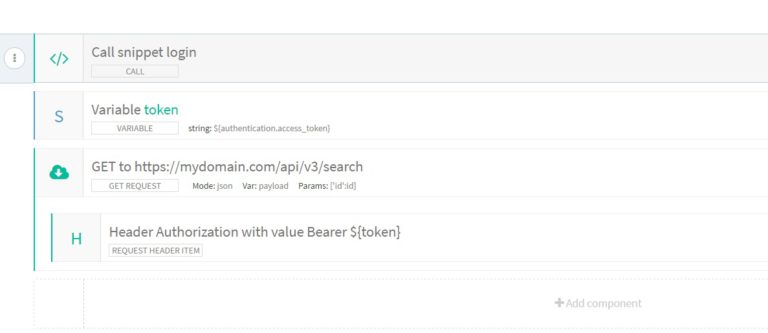 </> Call snippet login
CALL
S Variable token
VARIABLE string: ${authentication.access_token}
GET to https://mydomain.com/api/v3/search
GET REQUEST Mode: json Var: payload Params: ['id':id]
H Header Authorization with value Bearer ${token}
REQUEST HEADER ITEM
+Add component